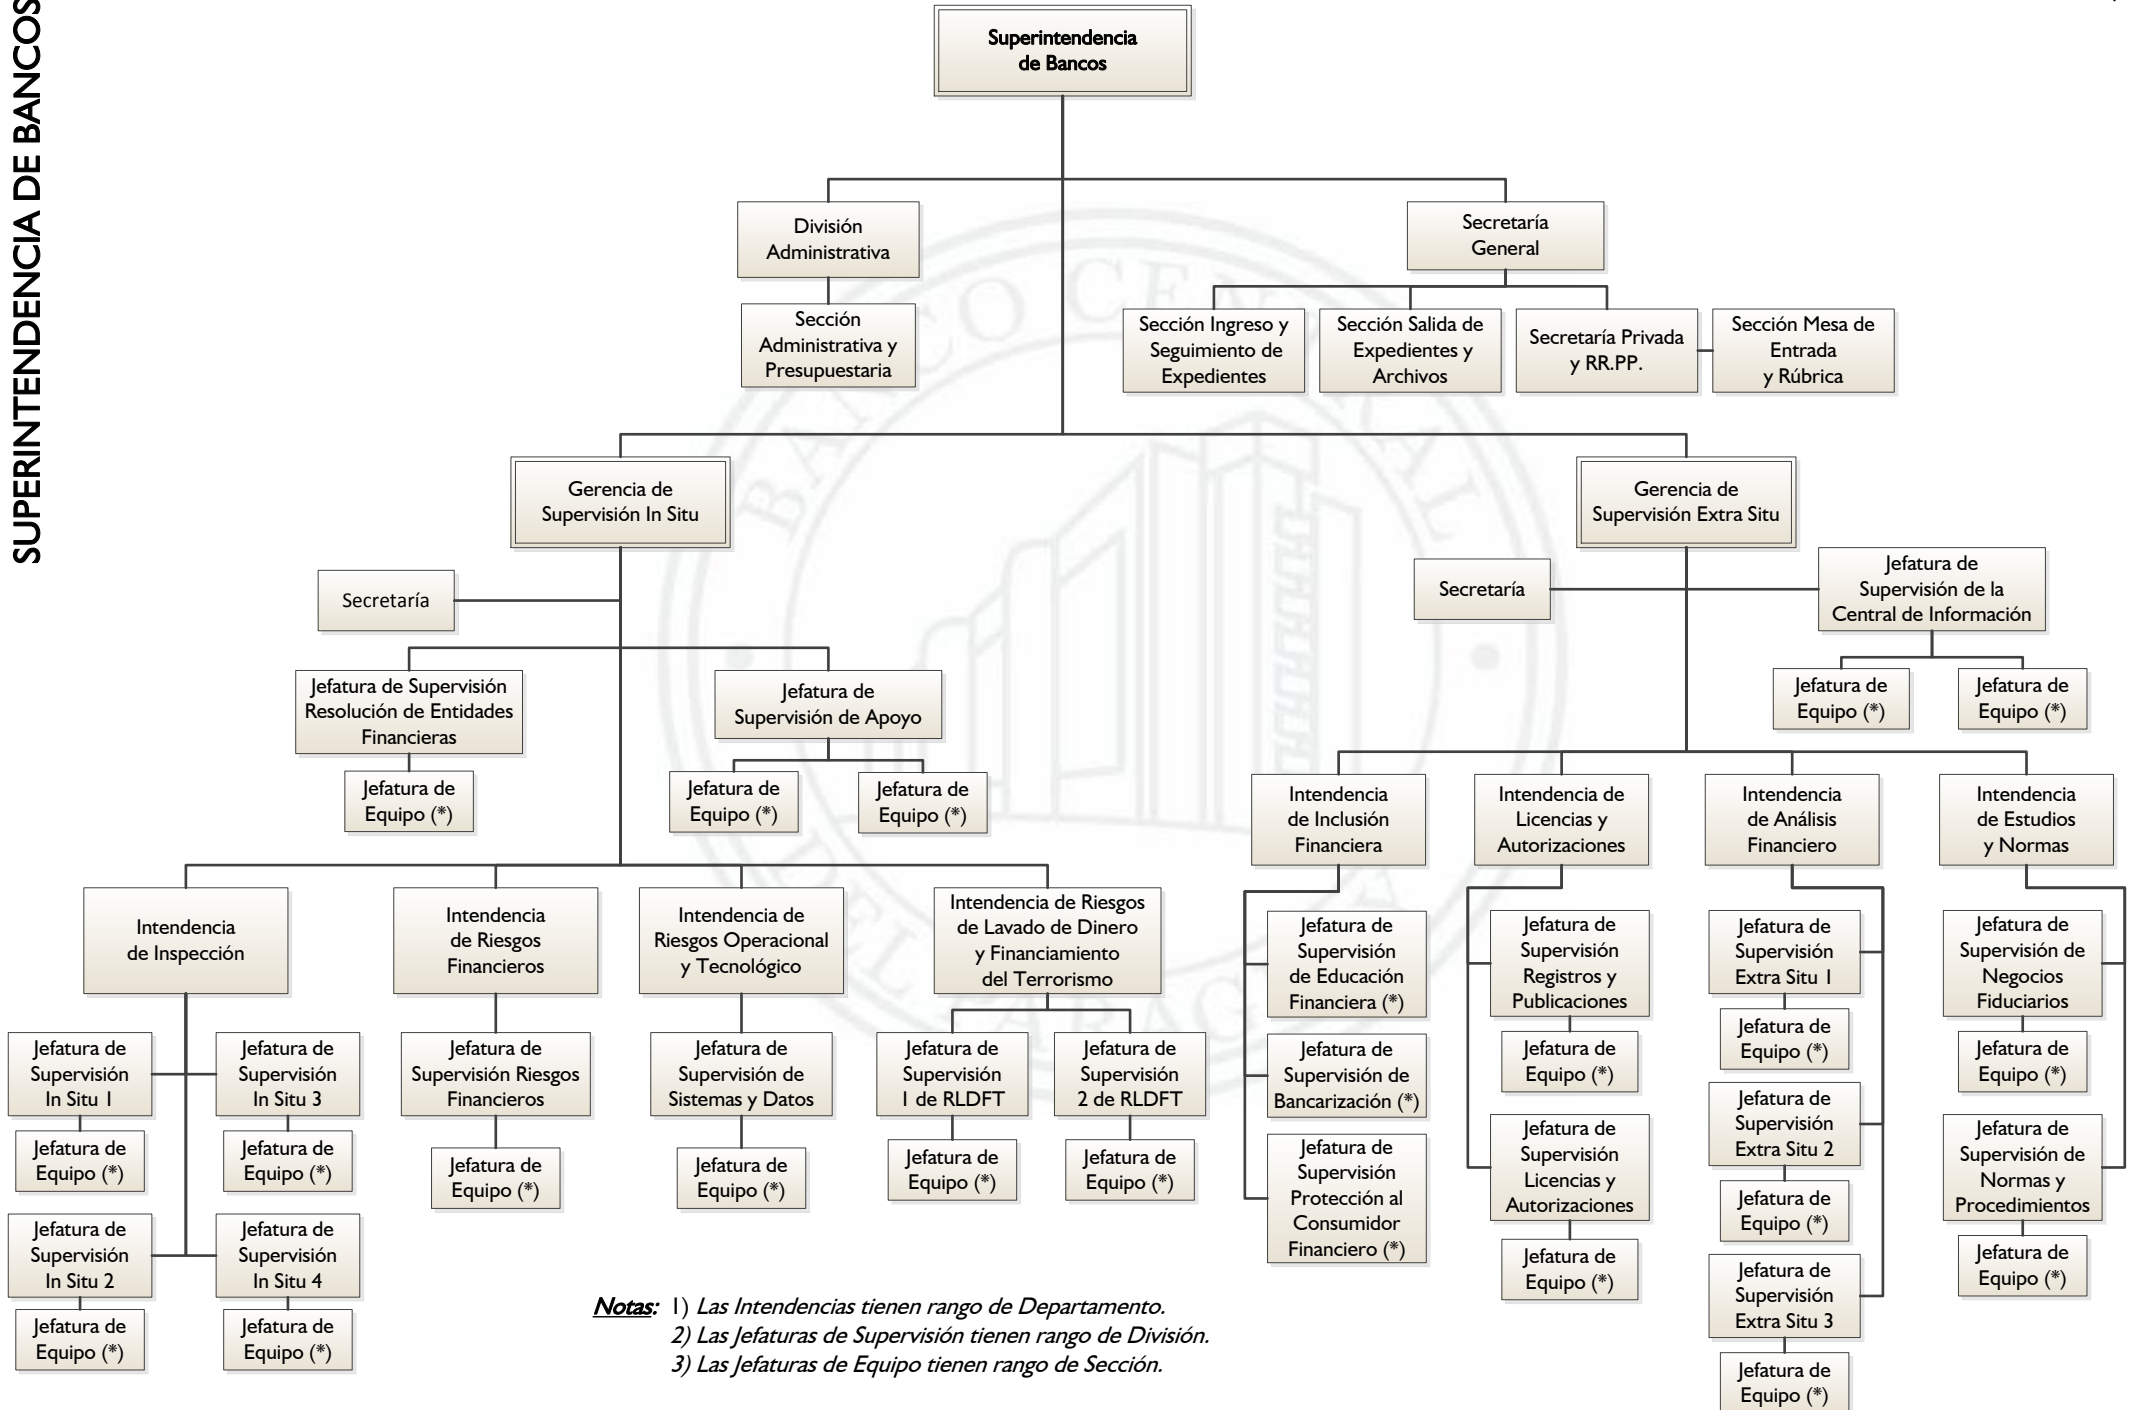 SUPERINTENDENCIA DE BANCOS
Superintendencia
de Bancos
División
Administrativa
Sección
Administrativa y
Presupuestaria
Secretaría
General
Sección Ingreso y
Seguimiento de
Expedientes
Sección Salida de
Expedientes y
Archivos
Secretaría Privada
y RR.PP.
Sección Mesa de
Entrada
y Rúbrica
Gerencia de
Supervisión In Situ
Secretaría
Jefatura de Supervisión
Resolución de Entidades
Financieras
Jefatura de
Equipo (*)
Jefatura de
Supervisión de Apoyo
Jefatura de
Equipo (*)
Jefatura de
Equipo (*)
Intendencia
de Inspección
Jefatura de
Supervisión
In Situ 1
Jefatura de
Equipo (*)
Jefatura de
Supervisión
In Situ 3
Jefatura de
Equipo (*)
Jefatura de
Supervisión
In Situ 2
Jefatura de
Equipo (*)
Jefatura de
Supervisión
In Situ 4
Jefatura de
Equipo (*)
Intendencia
de Riesgos
Financieros
Jefatura de
Supervisión Riesgos
Financieros
Jefatura de
Equipo (*)
Intendencia de
Riesgos Operacional
y Tecnológico
Jefatura de
Supervisión de
Sistemas y Datos
Jefatura de
Equipo (*)
Intendencia de Riesgos
de Lavado de Dinero
y Financiamiento
del Terrorismo
Jefatura de
Supervisión
1 de RLDFT
Jefatura de
Equipo (*)
Jefatura de
Supervisión
2 de RLDFT
Jefatura de
Equipo (*)
Gerencia de
Supervisión Extra Situ
Secretaría
Jefatura de
Supervisión de la
Central de Información
Jefatura de
Equipo (*)
Jefatura de
Equipo (*)
Intendencia
de Inclusión
Financiera
Jefatura de
Supervisión
de Educación
Financiera (*)
Jefatura de
Supervisión de
Bancarización (*)
Jefatura de
Supervisión
Protección al
Consumidor
Financiero (*)
Intendencia de
Licencias y
Autorizaciones
Jefatura de
Supervisión
Registros y
Publicaciones
Jefatura de
Equipo (*)
Jefatura de
Supervisión
Licencias y
Autorizaciones
Jefatura de
Equipo (*)
Intendencia
de Análisis
Financiero
Jefatura de
Supervisión
Extra Situ 1
Jefatura de
Equipo (*)
Jefatura de
Supervisión
Extra Situ 2
Jefatura de
Equipo (*)
Jefatura de
Supervisión
Extra Situ 3
Jefatura de
Equipo (*)
Intendencia
de Estudios
y Normas
Jefatura de
Supervisión de
Negocios
Fiduciarios
Jefatura de
Equipo (*)
Jefatura de
Supervisión de
Normas y
Procedimientos
Jefatura de
Equipo (*)
Notas: 1) Las Intendencias tienen rango de Departamento.
2) Las Jefaturas de Supervisión tienen rango de División.
3) Las Jefaturas de Equipo tienen rango de Sección.
BANCO CENTRAL
DEL PARAGUAY